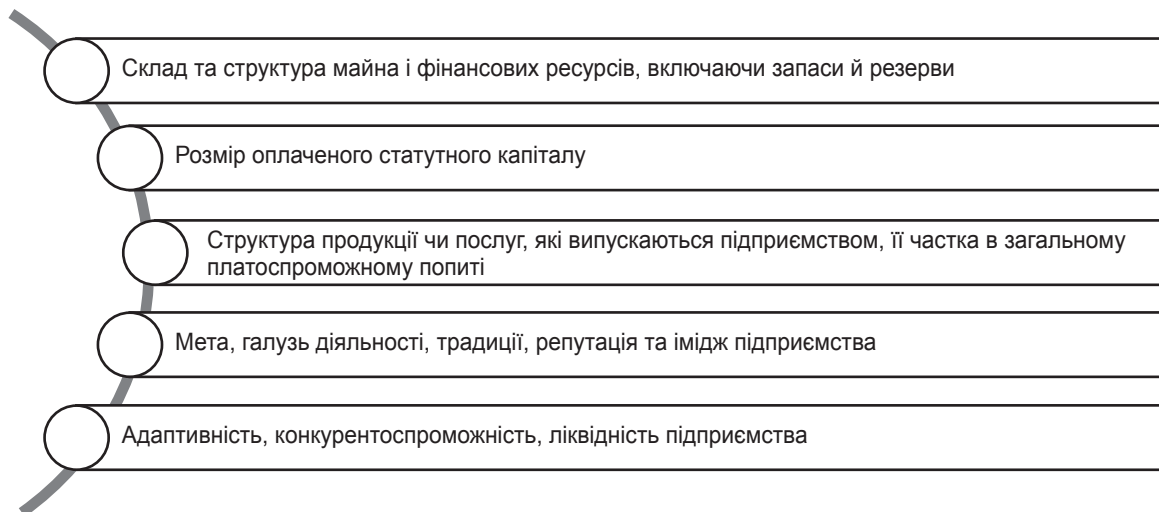 Склад та структура майна і фінансових ресурсів, включаючи запаси й резерви
Розмір оплаченого статутного капіталу
Структура продукції чи послуг, які випускаються підприємством, її частка в загальному
платоспроможному попиті
Мета, галузь діяльності, традиції, репутація та імідж підприємства
Адаптивність, конкурентоспроможність, ліквідність підприємства